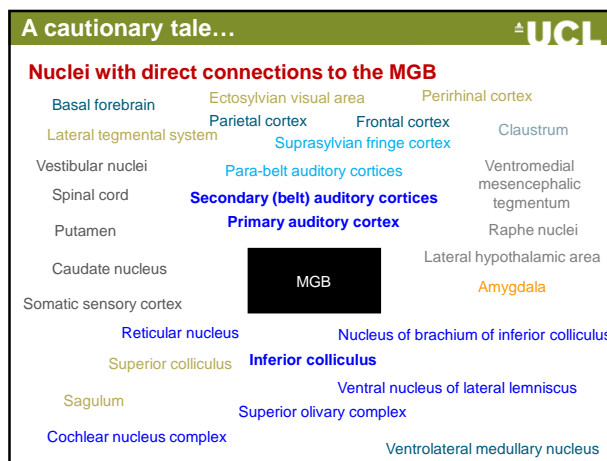 A cautionary tale…
UCL
Nuclei with direct connections to the MGB
Basal forebrain
Ectosylvian visual area
Perirhinal cortex
Parietal cortex
Frontal cortex
Lateral tegmental system
Suprasylvian fringe cortex
Claustrum
Vestibular nuclei
Para-belt auditory cortices
Ventromedial
mesencephalic
tegmentum
Spinal cord
Secondary (belt) auditory cortices
Primary auditory cortex
Putamen
Raphe nuclei
Lateral hypothalamic area
Caudate nucleus
MGB
Amygdala
Somatic sensory cortex
Reticular nucleus
Nucleus of brachium of inferior colliculus
Superior colliculus
Inferior colliculus
Ventral nucleus of lateral lemniscus
Sagulum
Superior olivary complex
Cochlear nucleus complex
Ventrolateral medullary nucleus